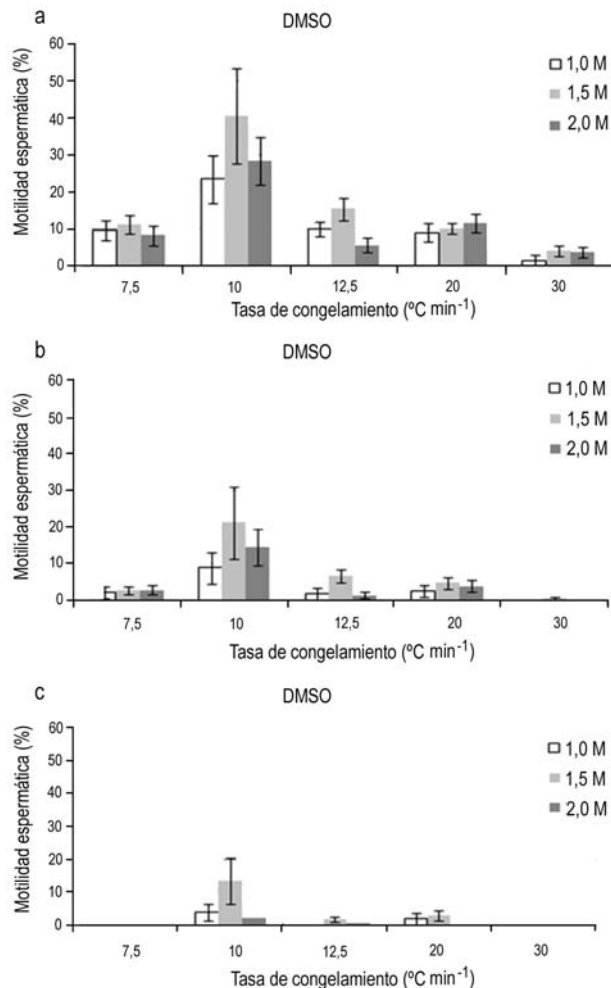 a
DMSO
Motilidad espermática (%)
60
50
40
30
20
10
0
1,0 M
1,5 M
2,0 M
7,5 10 12,5 20 30
Tasa de congelamiento (ºC min-1)
b
DMSO
Motilidad espermática (%)
60
50
40
30
20
10
0
1,0 M
1,5 M
2,0 M
7,5 10 12,5 20 30
Tasa de congelamiento (ºC min-1)
c
DMSO
Motilidad espermática (%)
60
50
40
30
20
10
0
1,0 M
1,5 M
2,0 M
7,5 10 12,5 20 30
Tasa de congelamiento (ºC min-1)